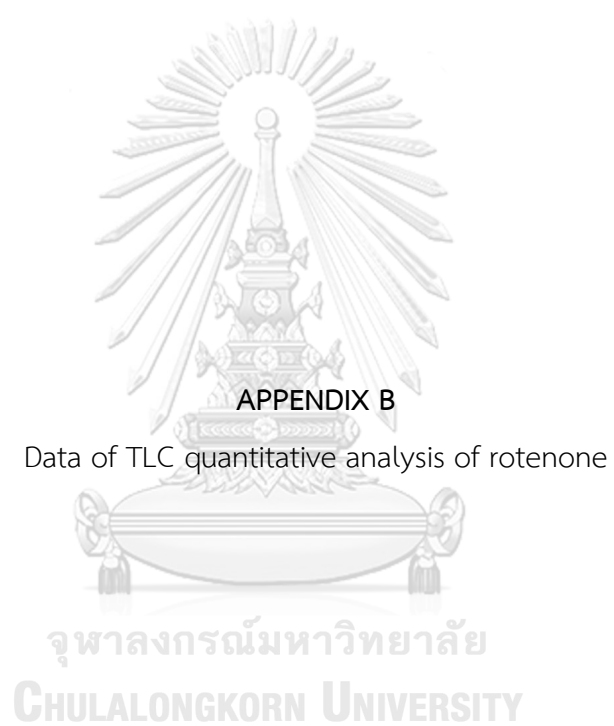 APPENDIX B
Data of TLC quantitative analysis of rotenone
จุฬาลงกรณ์มหาวิทยาลัย
CHULALONGKORN UNIVERSITY